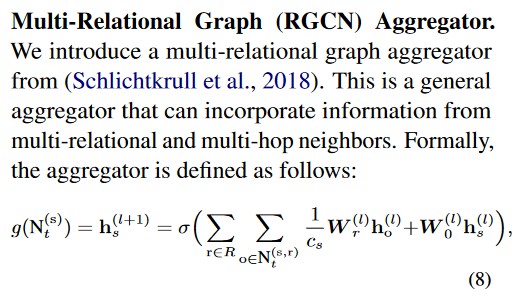 Multi-Relational Graph (RGCN) Aggregator.
We introduce a multi-relational graph aggregator
from (Schlichtkrull et al., 2018). This is a general
aggregator that can incorporate information from
multi-relational and multi-hop neighbors. Formally,
the aggregator is defined as follows:
$g(\mathrm{N}_t^{(\mathrm{s})}) = \mathbf{h}_s^{(l+1)} = \sigma\Big(\sum_{\mathrm{r} \in R} \sum_{\mathrm{o} \in \mathbf{N}_t^{(\mathrm{s,r})}} \frac{1}{c_s} \boldsymbol{W}_r^{(l)} \mathbf{h}_\mathrm{o}^{(l)} + \boldsymbol{W}_0^{(l)} \mathbf{h}_s^{(l)}\Big),$
(8)